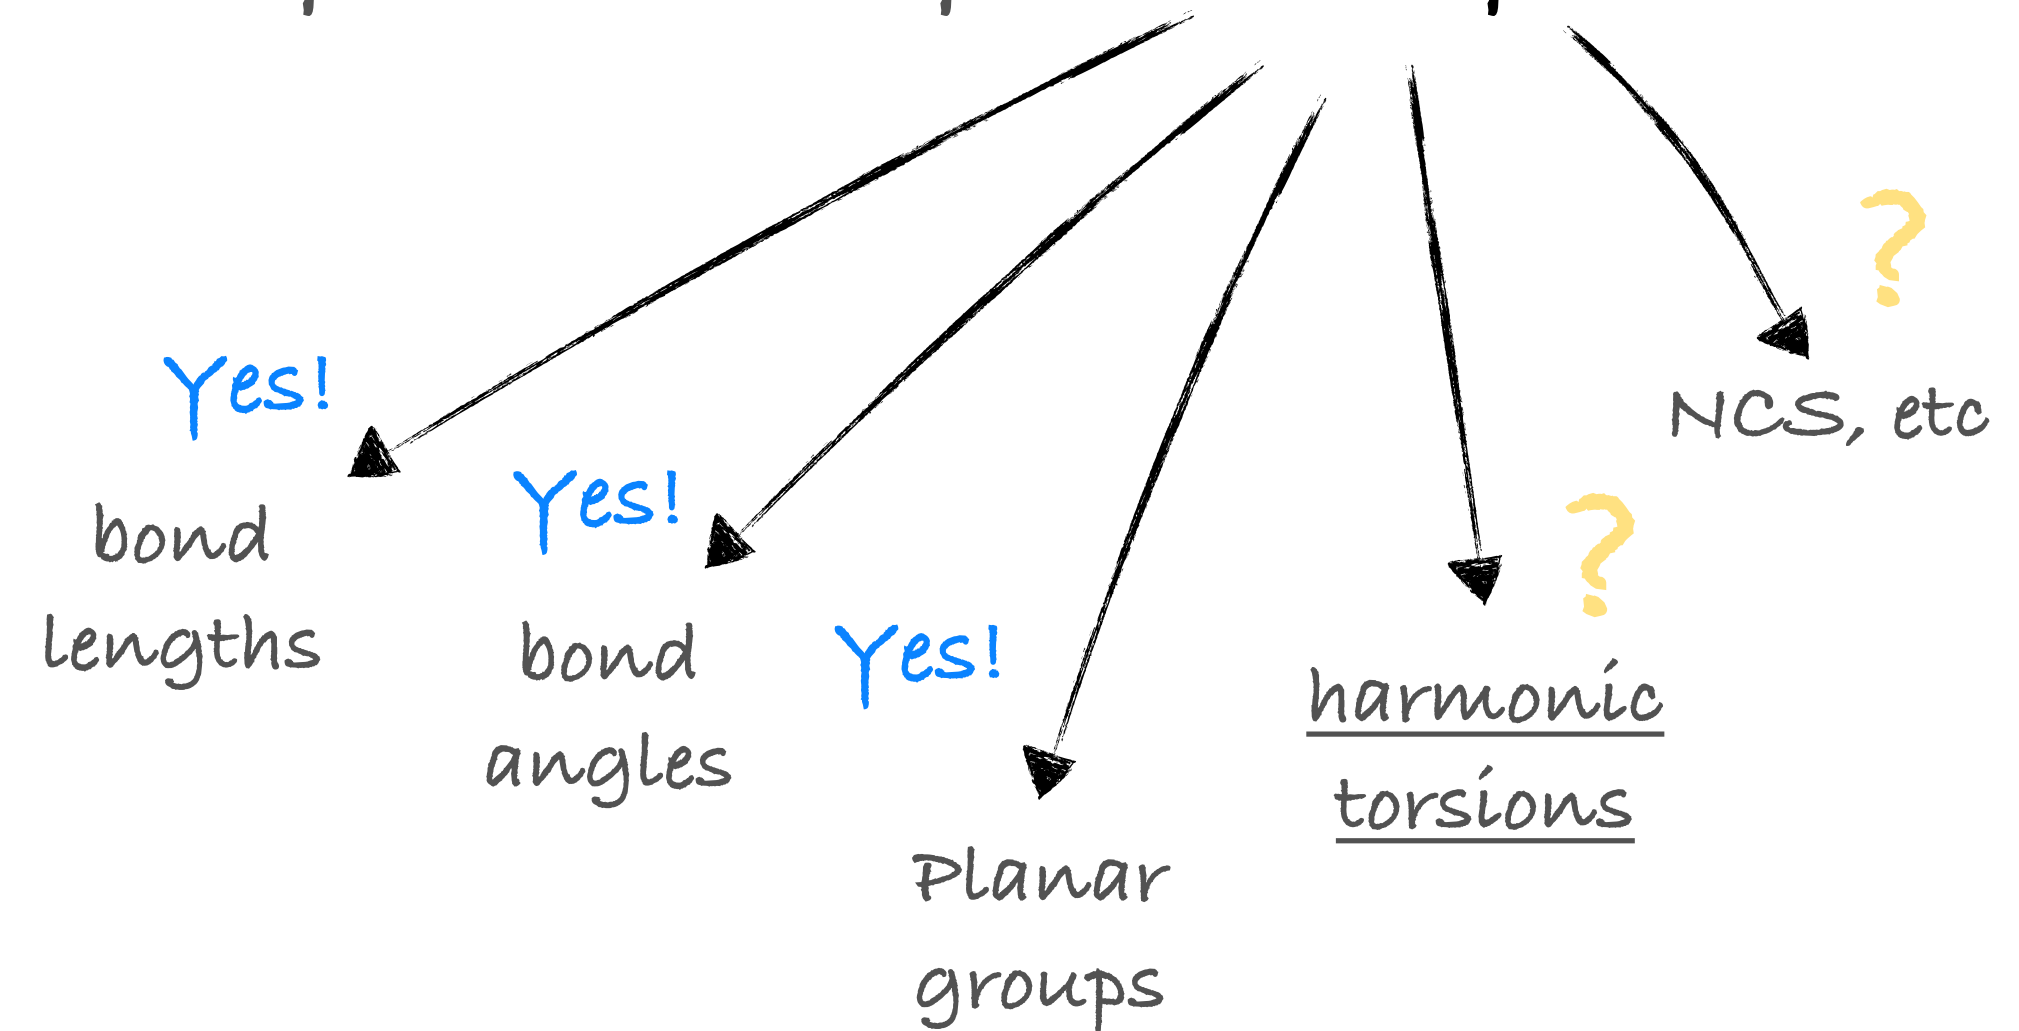 ?
Yes!
NCS, etc
Yes!
?
bond
lengths
Yes!
bond
angles
harmonic
torsions
Planar
groups